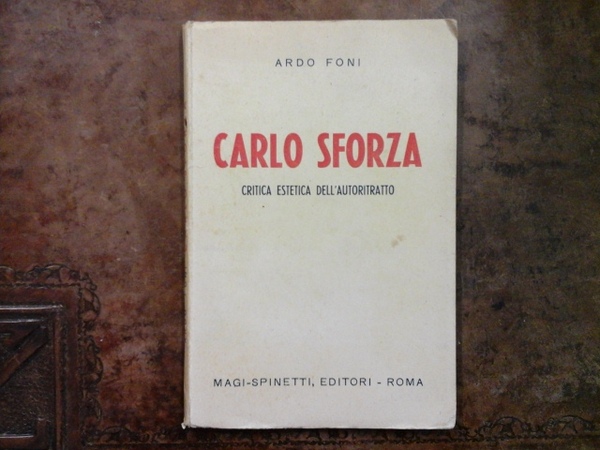 ARDO FONI
CARLO SFORZA
CRITICA ESTETICA DELL'AUTORITRATTO
MAGI-SPINETTI, EDITORI - ROMA